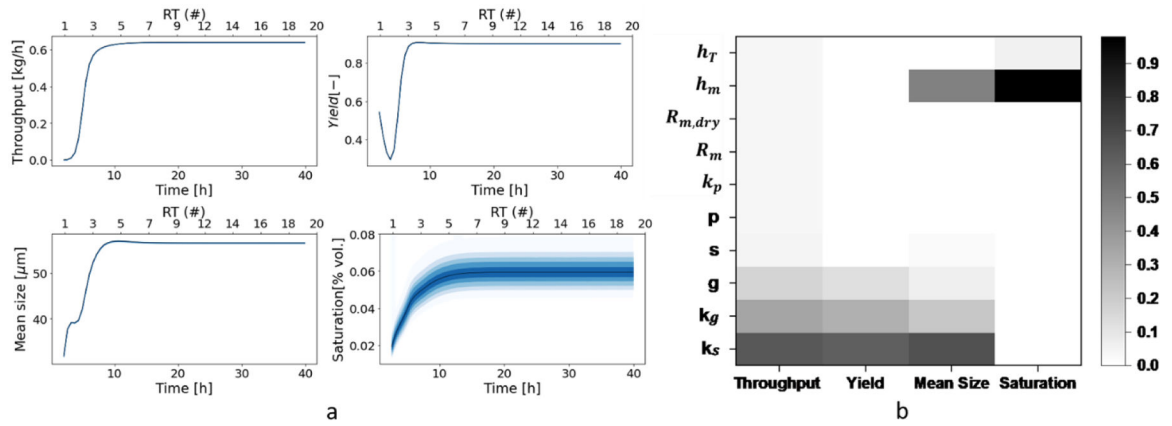 RT (#)
1 3 5 7 9 12 14 16 18 20
Throughput [kg/h]
0.6
0.4
0.2
0.0
10 20 30 40
Time [h]
RT (#)
1 3 5 7 9 12 14 16 18 20
Yield[−]
0.8
0.6
0.4
10 20 30 40
Time [h]
RT (#)
1 3 5 7 9 12 14 16 18 20
Mean size [μm]
50
40
10 20 30 40
Time [h]
RT (#)
1 3 5 7 9 12 14 16 19 20
Saturation[% vol.]
0.08
0.06
0.04
0.02
10 20 30 40
Time [h]
a
h_T
h_m
R_{m,dry}
R_m
k_p
p
s
g
k_g
k_s
Throughput Yield Mean Size Saturation
0.9
0.8
0.7
0.6
0.5
0.4
0.3
0.2
0.1
0.0
b